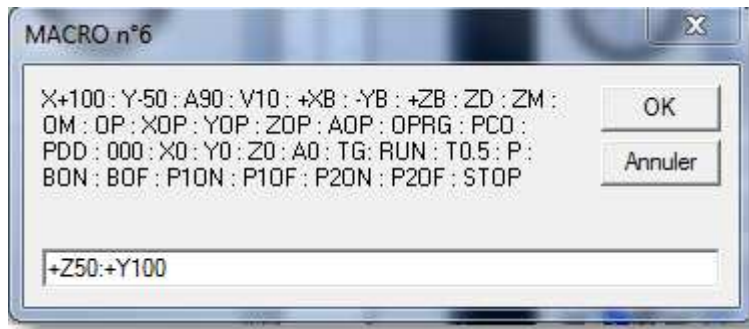 MACRO n°6
X+100 : Y-50 : A90 : V10 : +XB : -YB : +ZB : ZD : ZM :
OM : OP : XOP : YOP : ZOP : AOP : OPRG : PCO :
PDD : 000 : X0 : Y0 : Z0 : A0 : TG: RUN : T0.5 : P :
BON : BOF : P1ON : P1OF : P2ON : P2OF : STOP
OK
Annuler
+Z50:+Y100